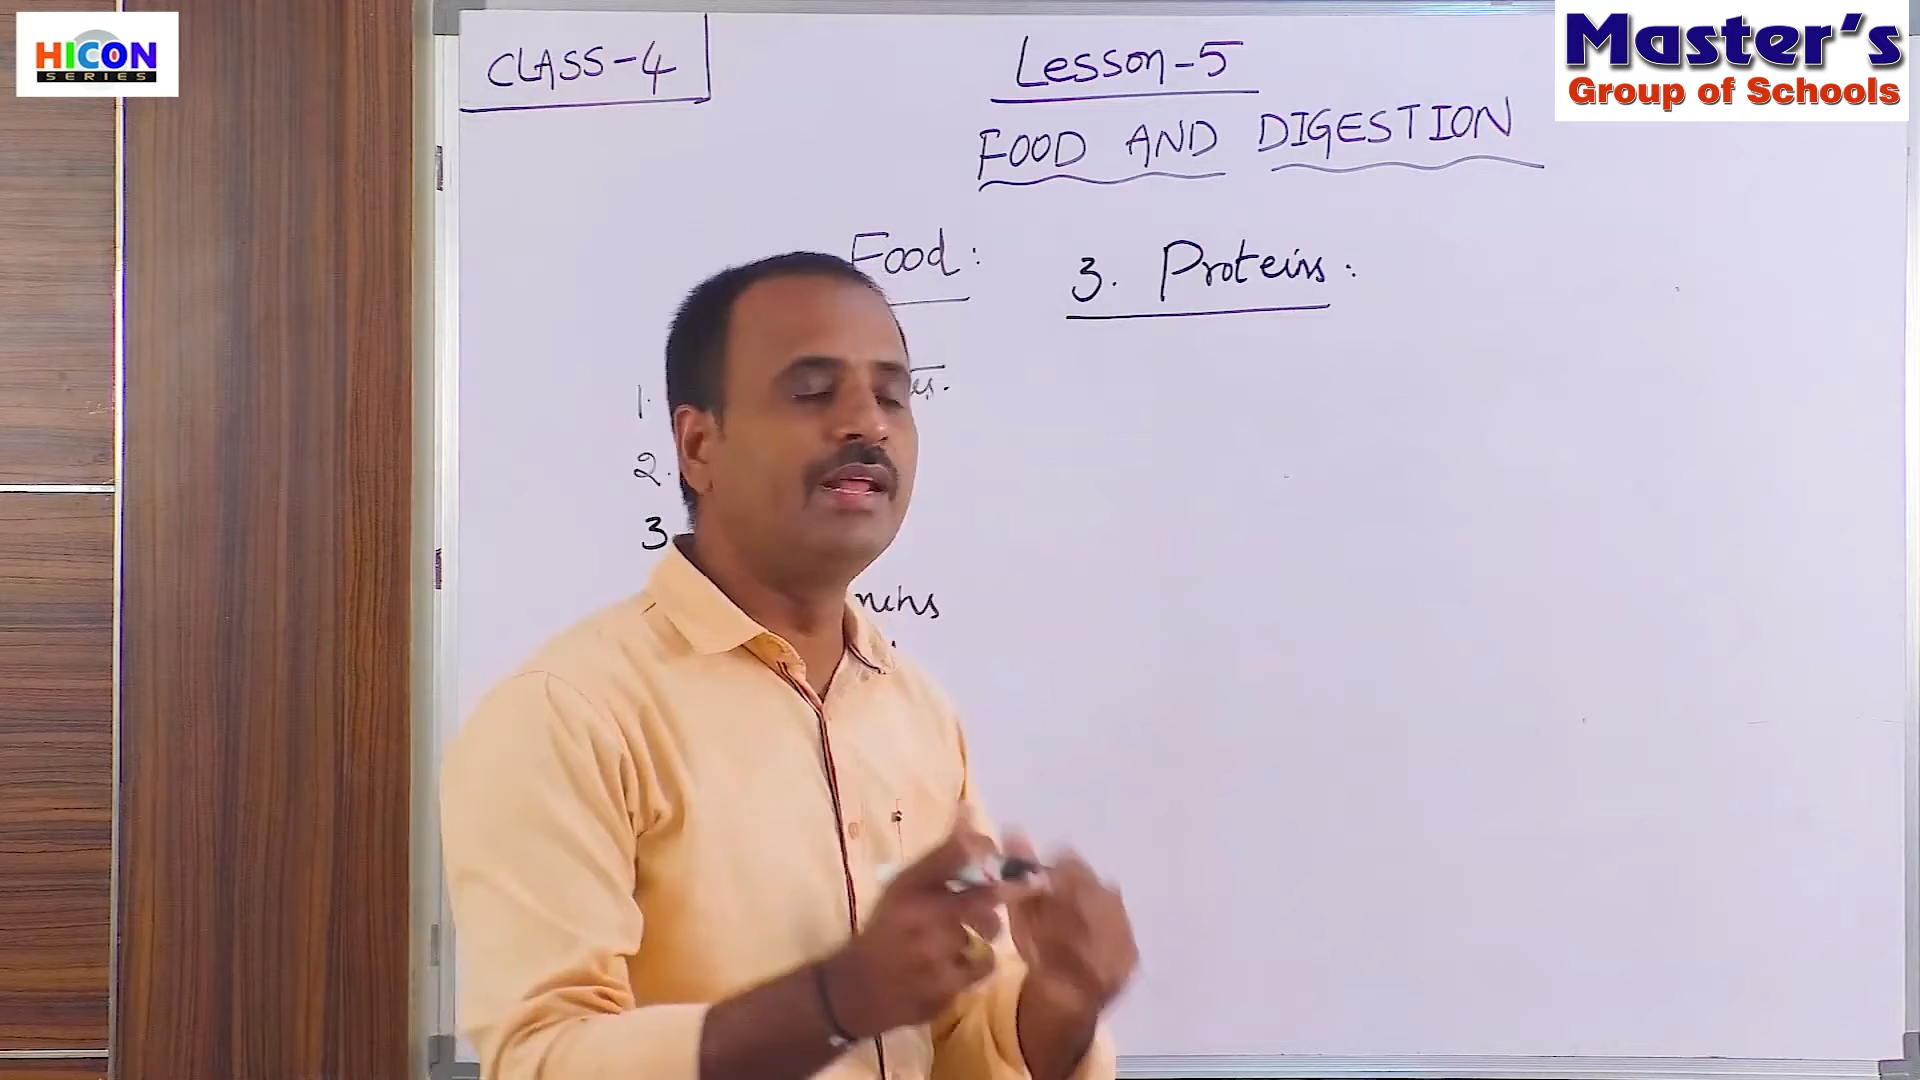 HICON
SERIES
Master's
Group of Schools
CLASS-4
Lesson-5
FOOD AND DIGESTION
Food:
3. Proteins:
1.
2.
3